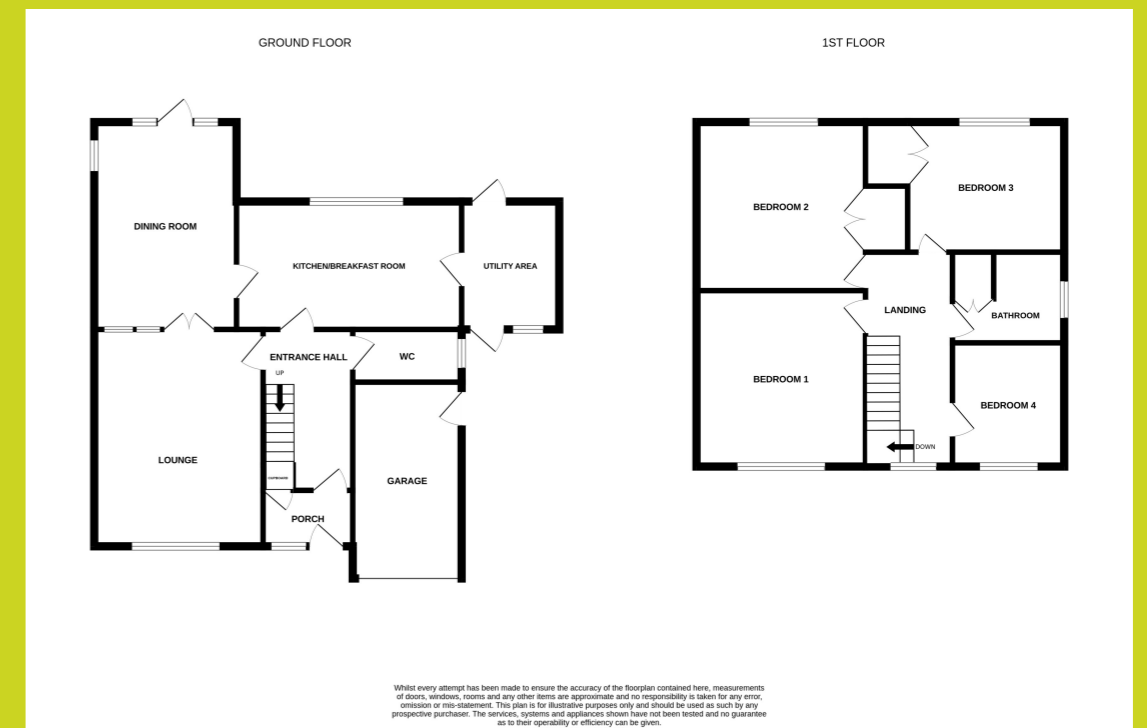 GROUND FLOOR
1ST FLOOR
DINING ROOM
KITCHEN/BREAKFAST ROOM
UTILITY AREA
ENTRANCE HALL
WC
UP
LOUNGE
CUPBOARD
GARAGE
PORCH
BEDROOM 2
BEDROOM 3
LANDING
BATHROOM
BEDROOM 1
BEDROOM 4
DOWN
Whilst every attempt has been made to ensure the accuracy of the floorplan contained here, measurements
of doors, windows, rooms and any other items are approximate and no responsibility is taken for any error,
omission or mis-statement. This plan is for illustrative purposes only and should be used as such by any
prospective purchaser. The services, systems and appliances shown have not been tested and no guarantee
as to their operability or efficiency can be given.